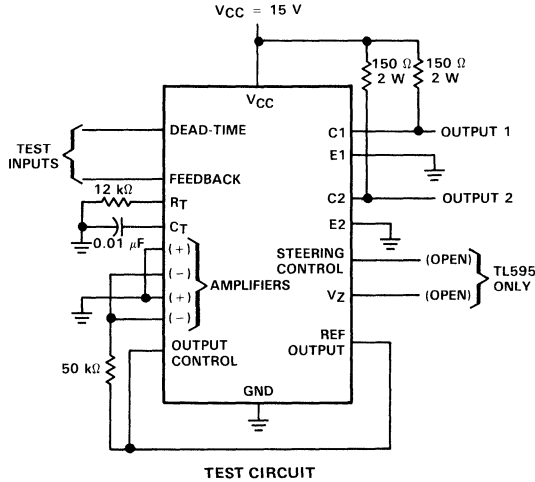 VCC = 15 V
150 Ω
2 W
150 Ω
2 W
VCC
TEST
INPUTS
DEAD-TIME
FEEDBACK
12 kΩ
RT
0.01 µF
CT
(+)
(−)
(+)
(−)
AMPLIFIERS
50 kΩ
OUTPUT
CONTROL
C1
OUTPUT 1
E1
C2
OUTPUT 2
E2
STEERING
CONTROL
(OPEN)
VZ
(OPEN)
TL595
ONLY
REF
OUTPUT
GND
TEST CIRCUIT